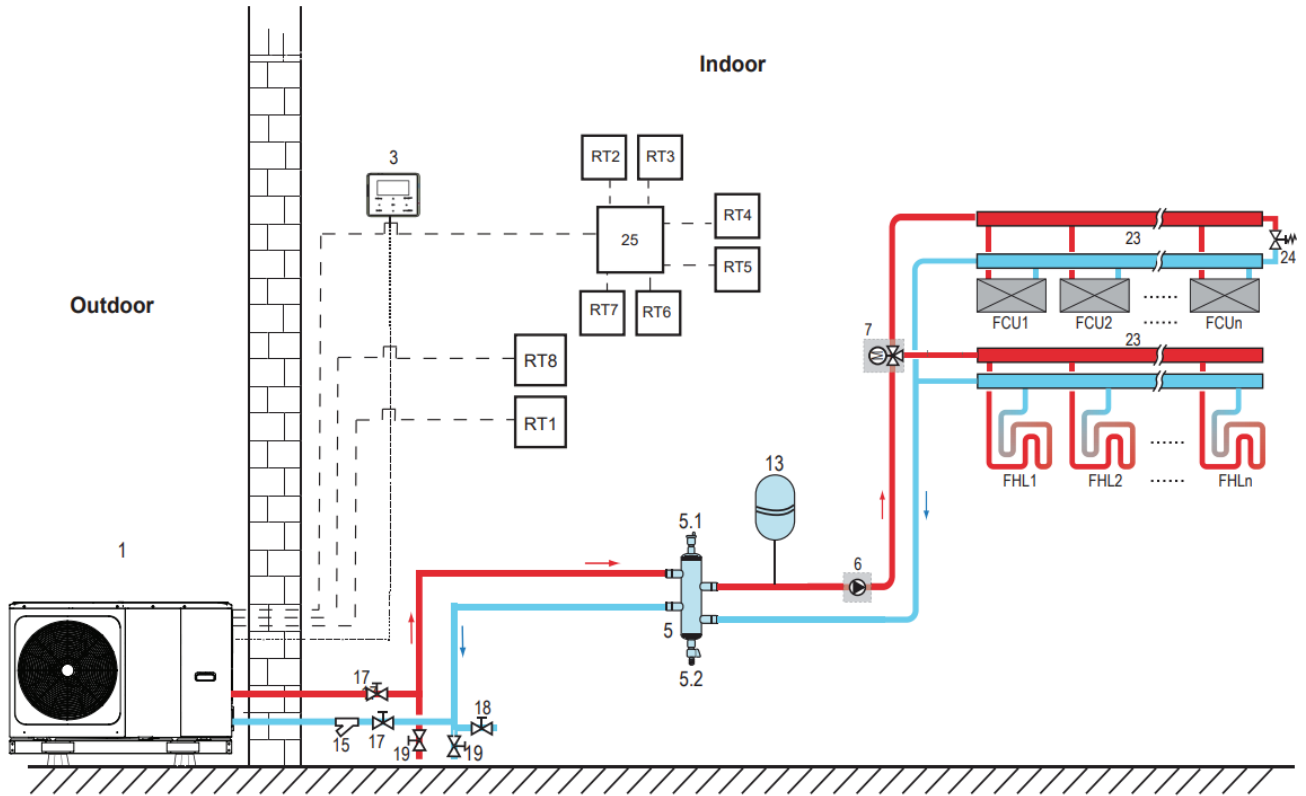 Indoor
Outdoor
3
RT2
RT3
RT4
25
RT5
RT7
RT6
RT8
RT1
23
24
FCU1
FCU2
......
......
FCUn
7
M
23
FHL1
FHL2
......
......
FHLn
13
5.1
6
5
5.2
1
17
18
15
17
19
19